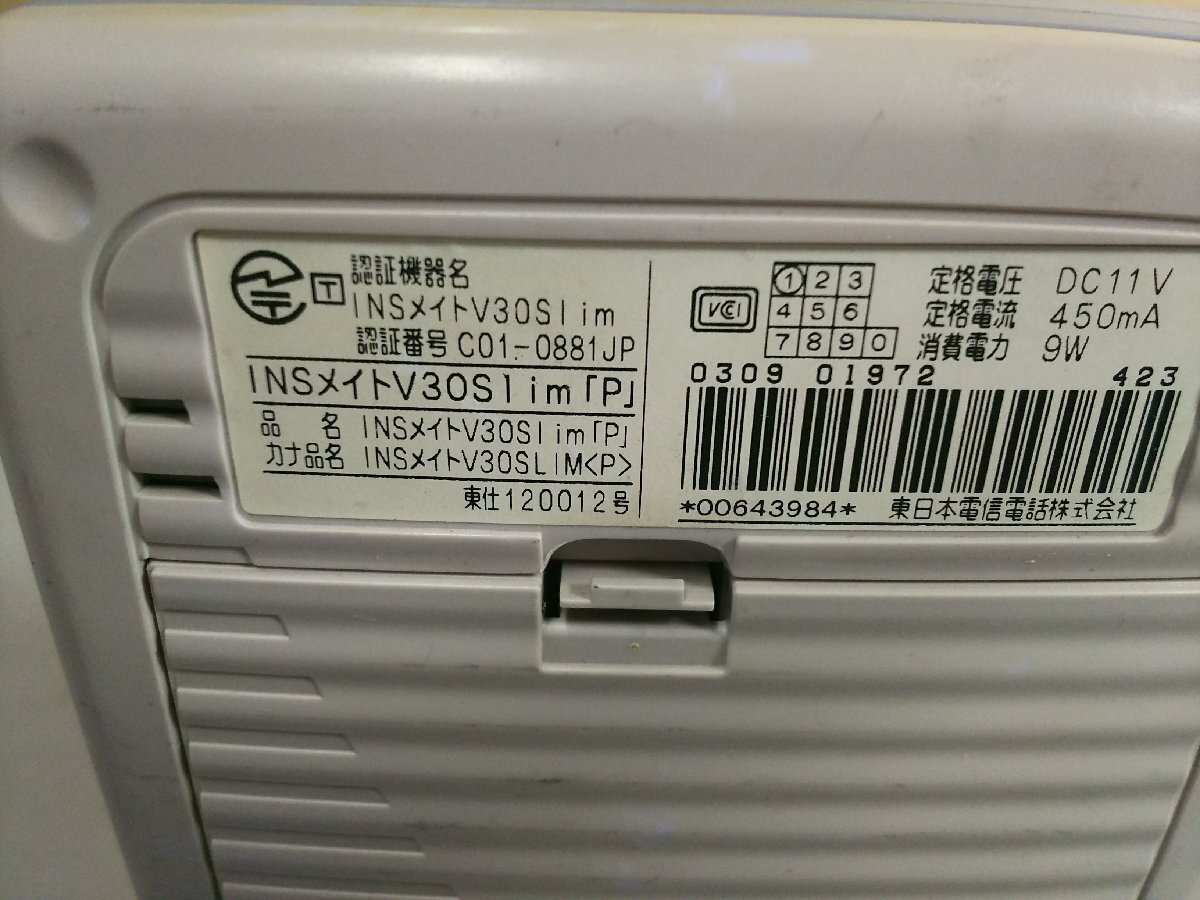 T
認証機器名
INSメイトV30Slim
認証番号 C01-0881JP
INSメイトV30Slim「P」
品 名 INSメイトV30Slim「P」
カナ品名 INSメイトV30SLIM<P>
東仕120012号
VCCI
1 2 3
4 5 6
7 8 9 0
定格電圧 DC11V
定格電流 450mA
消費電力 9W
0309 01972 423
*00643984* 東日本電信電話株式会社